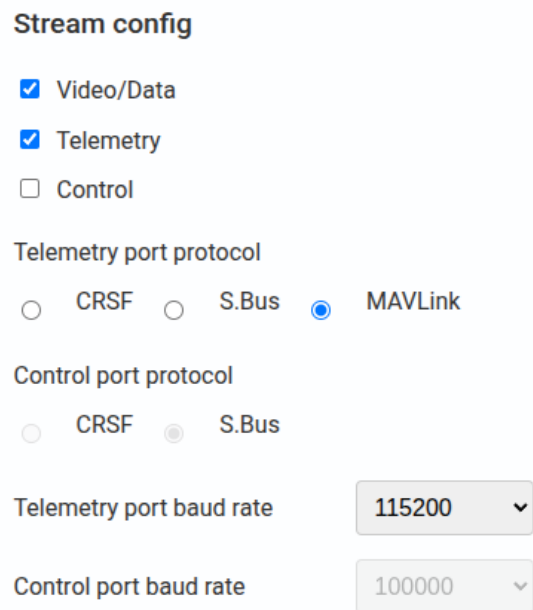 Stream config
Video/Data
Telemetry
Control
Telemetry port protocol
CRSF S.Bus MAVLink
Control port protocol
CRSF S.Bus
Telemetry port baud rate 115200
Control port baud rate 100000